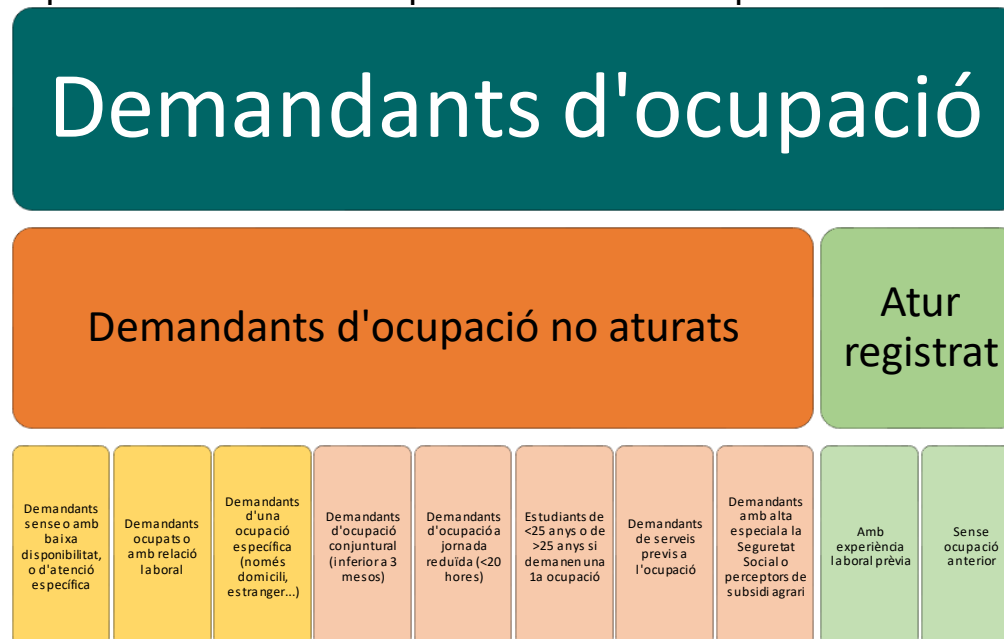 Demandants d'ocupació
Demandants d'ocupació no aturats
Atur
registrat
Demandants
sense o amb
baixa
disponibilitat,
o d'atenció
específica
Demandants
ocupats o
amb relació
laboral
Demandants
d'una
ocupació
específica
(només
domicili,
estranger...)
Demandants
d'ocupació
conjuntural
(inferior a 3
mesos)
Demandants
d'ocupació a
jornada
reduïda (<20
hores)
Estudiants de
<25 anys o de
>25 anys si
demanen una
1a ocupació
Demandants
de serveis
previs a
l'ocupació
Demandants
amb alta
especial a la
Seguretat
Social o
perceptors de
subsidi agrari
Amb
experiència
laboral prèvia
Sense
ocupació
anterior